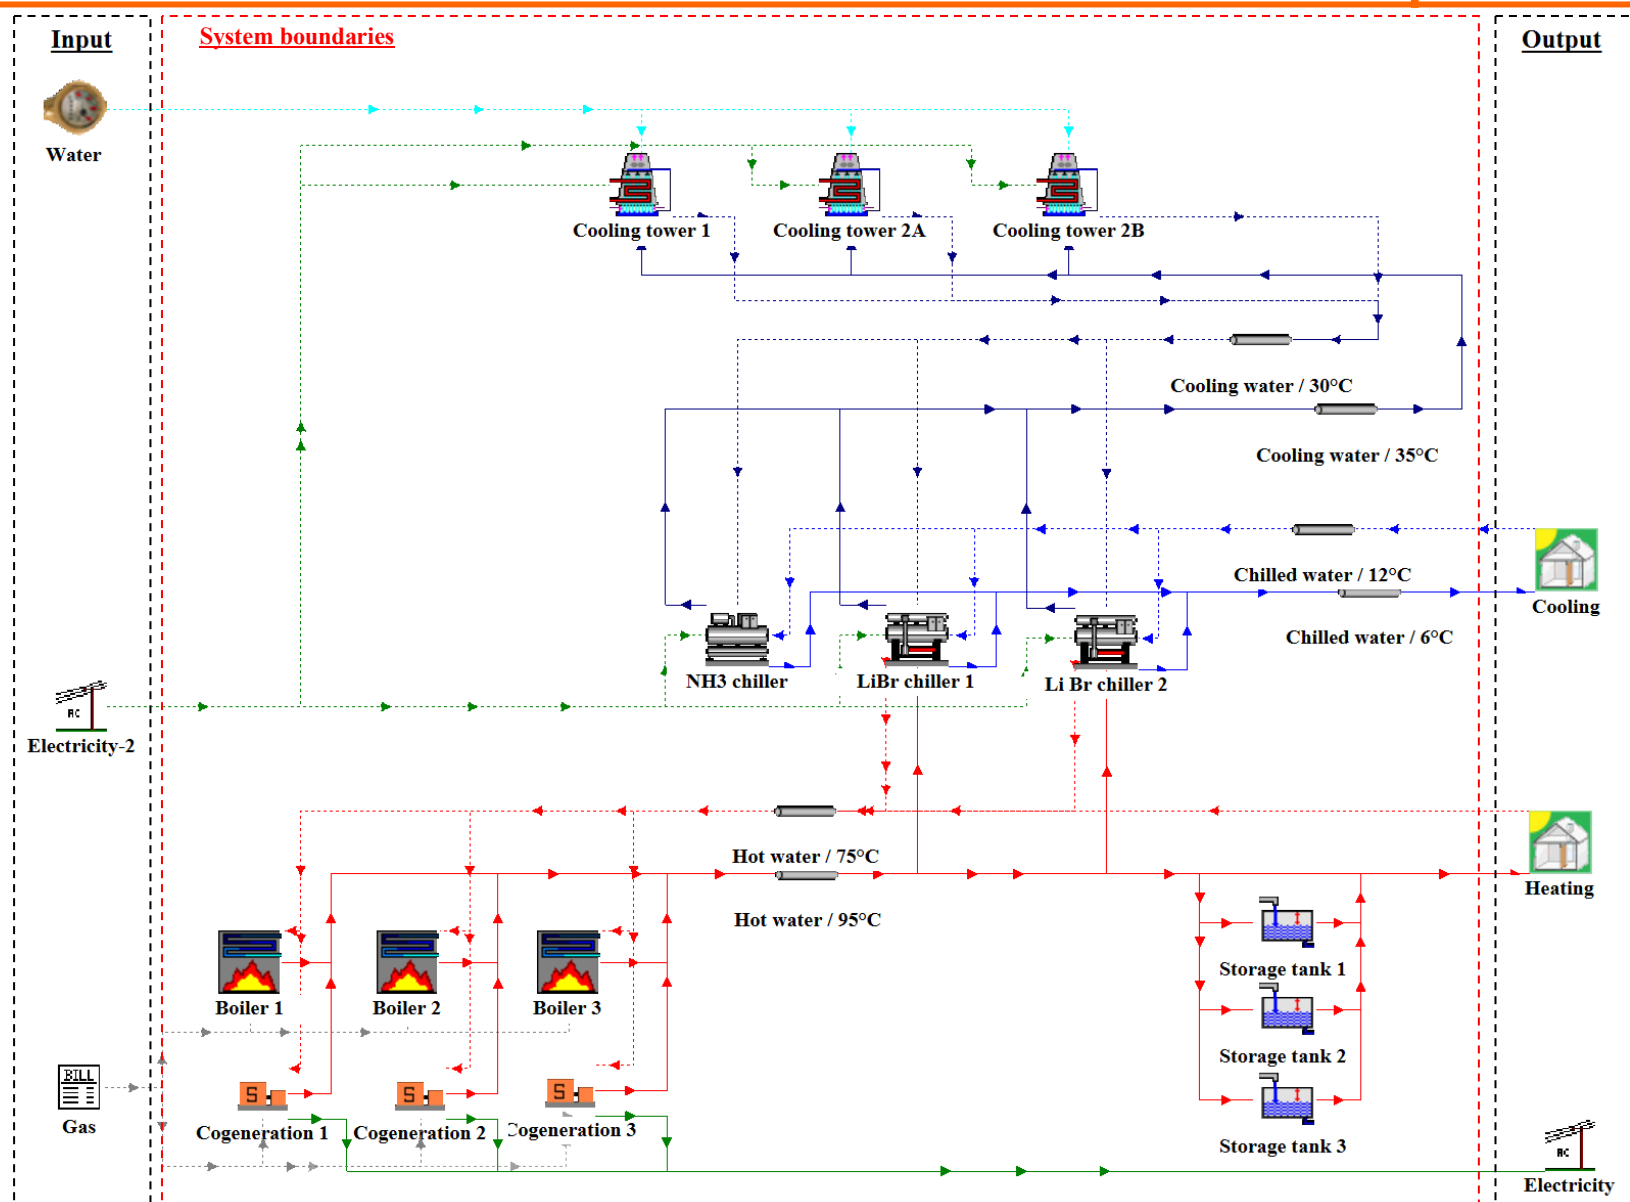 Input
System boundaries
Output
Water
Cooling tower 1
Cooling tower 2A
Cooling tower 2B
Cooling water / 30°C
Cooling water / 35°C
Chilled water / 12°C
Cooling
Chilled water / 6°C
NH3 chiller
LiBr chiller 1
Li Br chiller 2
AC
Electricity-2
Hot water / 75°C
Heating
Hot water / 95°C
Storage tank 1
Boiler 1
Boiler 2
Boiler 3
Storage tank 2
BILL
S
S
S
Gas
Cogeneration 1
Cogeneration 2
Cogeneration 3
Storage tank 3
AC
Electricity